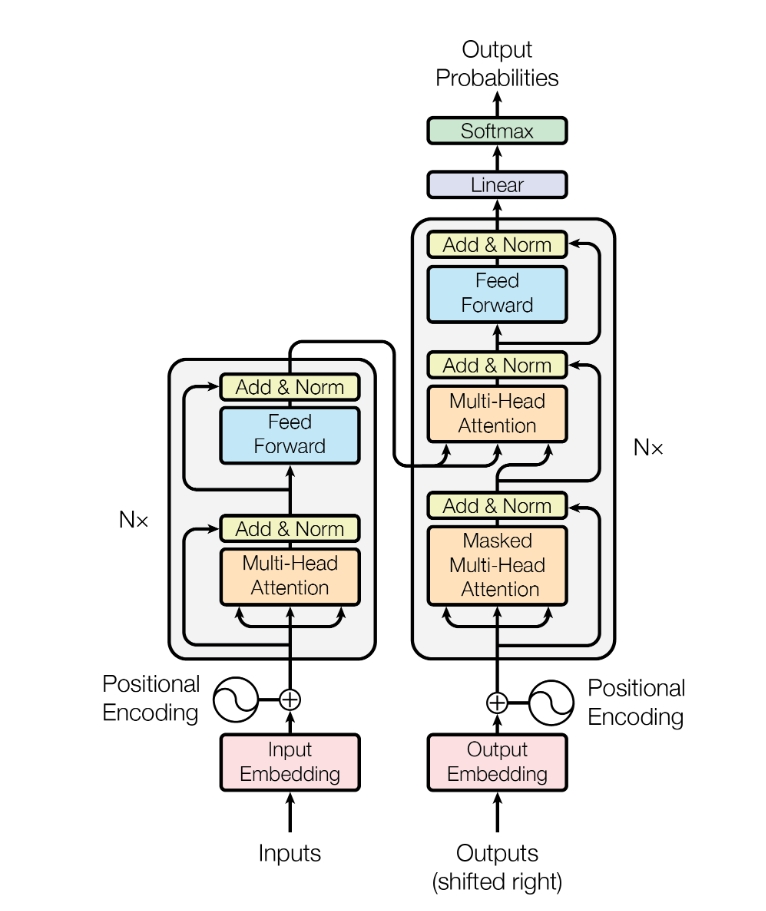 Output
Probabilities
Softmax
Linear
Add & Norm
Feed
Forward
Add & Norm
Multi-Head
Attention
Nx
Add & Norm
Masked
Multi-Head
Attention
Add & Norm
Feed
Forward
Nx
Add & Norm
Multi-Head
Attention
Positional
Encoding
Positional
Encoding
Input
Embedding
Output
Embedding
Inputs
Outputs
(shifted right)